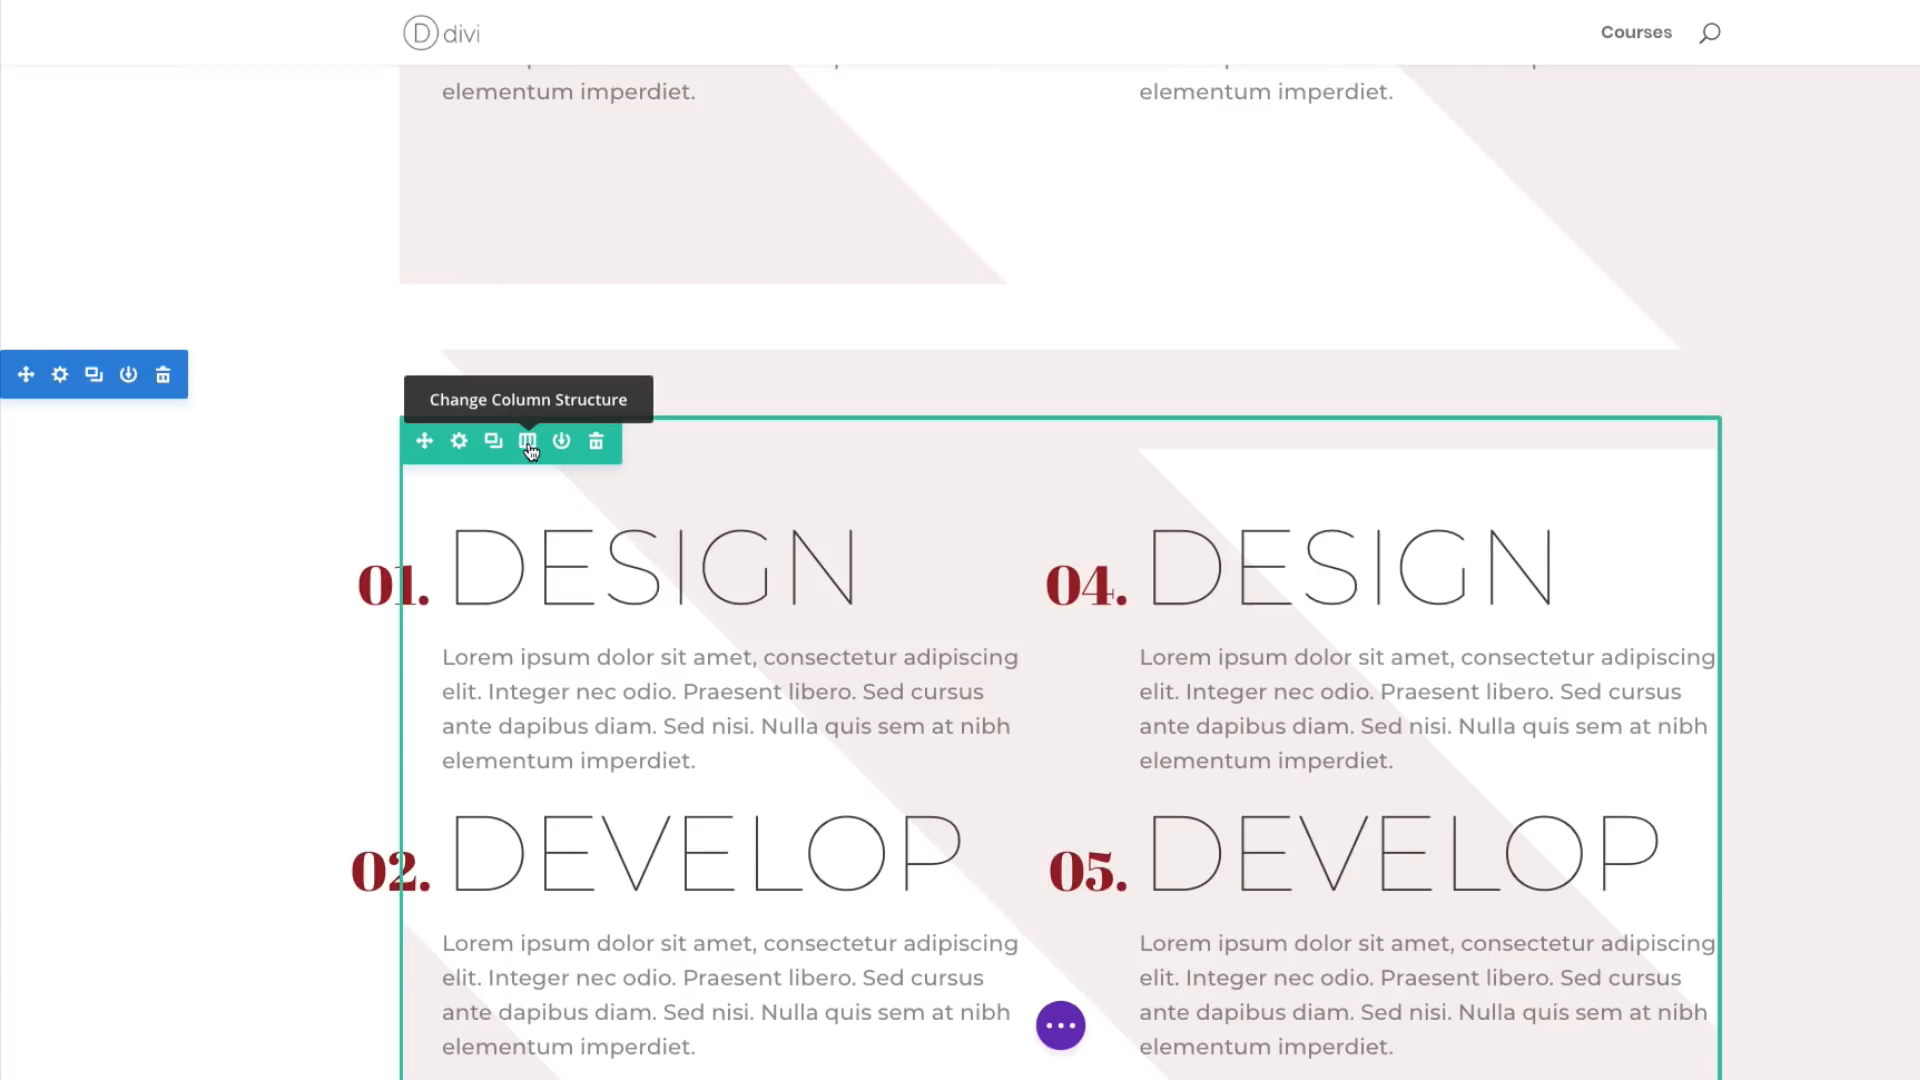 D divi
Courses
elementum imperdiet.
elementum imperdiet.
Change Column Structure
01. DESIGN
Lorem ipsum dolor sit amet, consectetur adipiscing
elit. Integer nec odio. Praesent libero. Sed cursus
ante dapibus diam. Sed nisi. Nulla quis sem at nibh
elementum imperdiet.
04. DESIGN
Lorem ipsum dolor sit amet, consectetur adipiscing
elit. Integer nec odio. Praesent libero. Sed cursus
ante dapibus diam. Sed nisi. Nulla quis sem at nibh
elementum imperdiet.
02. DEVELOP
Lorem ipsum dolor sit amet, consectetur adipiscing
elit. Integer nec odio. Praesent libero. Sed cursus
ante dapibus diam. Sed nisi. Nulla quis sem at nibh
elementum imperdiet.
05. DEVELOP
Lorem ipsum dolor sit amet, consectetur adipiscing
elit. Integer nec odio. Praesent libero. Sed cursus
ante dapibus diam. Sed nisi. Nulla quis sem at nibh
elementum imperdiet.